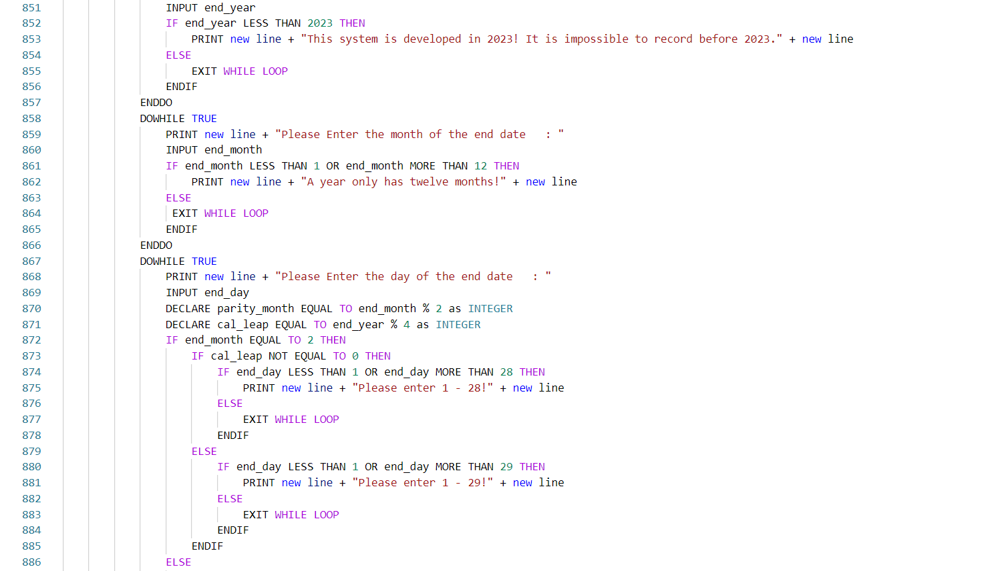 851 INPUT end_year
852 IF end_year LESS THAN 2023 THEN
853 PRINT new line + "This system is developed in 2023! It is impossible to record before 2023." + new line
854 ELSE
855 EXIT WHILE LOOP
856 ENDIF
857 ENDDO
858 DOWHILE TRUE
859 PRINT new line + "Please Enter the month of the end date   : "
860 INPUT end_month
861 IF end_month LESS THAN 1 OR end_month MORE THAN 12 THEN
862 PRINT new line + "A year only has twelve months!" + new line
863 ELSE
864 EXIT WHILE LOOP
865 ENDIF
866 ENDDO
867 DOWHILE TRUE
868 PRINT new line + "Please Enter the day of the end date   : "
869 INPUT end_day
870 DECLARE parity_month EQUAL TO end_month % 2 as INTEGER
871 DECLARE cal_leap EQUAL TO end_year % 4 as INTEGER
872 IF end_month EQUAL TO 2 THEN
873 IF cal_leap NOT EQUAL TO 0 THEN
874 IF end_day LESS THAN 1 OR end_day MORE THAN 28 THEN
875 PRINT new line + "Please enter 1 - 28!" + new line
876 ELSE
877 EXIT WHILE LOOP
878 ENDIF
879 ELSE
880 IF end_day LESS THAN 1 OR end_day MORE THAN 29 THEN
881 PRINT new line + "Please enter 1 - 29!" + new line
882 ELSE
883 EXIT WHILE LOOP
884 ENDIF
885 ENDIF
886 ELSE